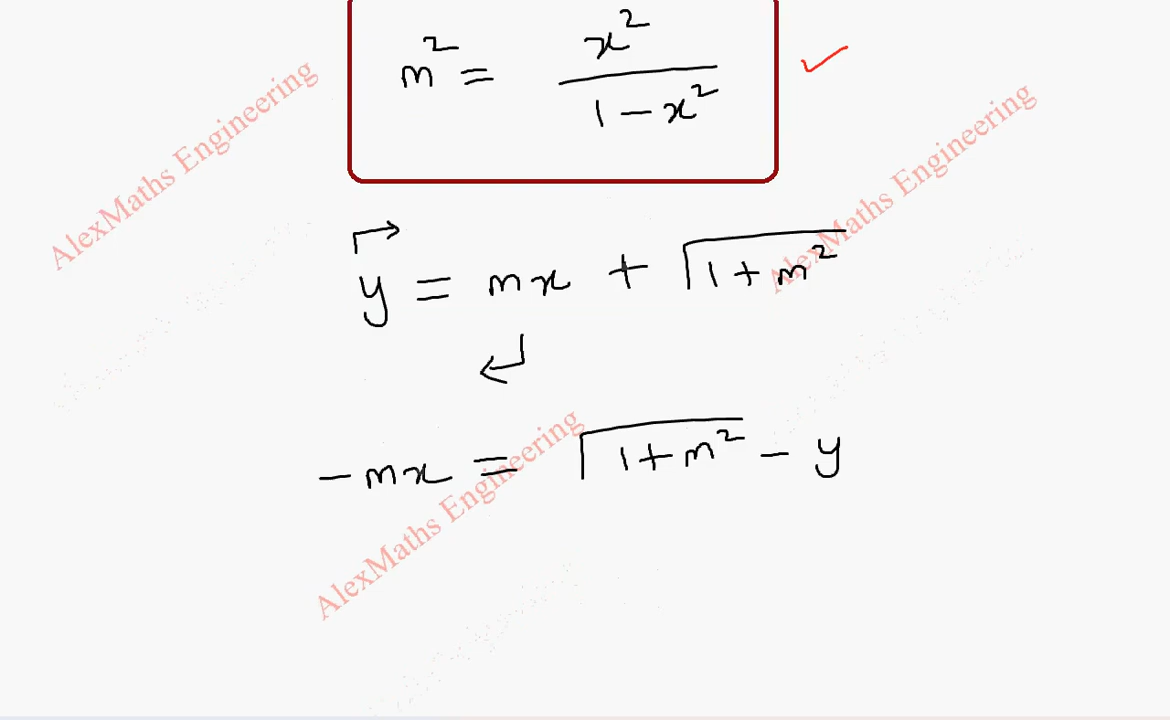 m² = x² / 1 - x² ✓
AlexMaths Engineering
AlexMaths Engineering
y = mx + √1 + m²
-mx = √1 + m² - y
AlexMaths Engineering